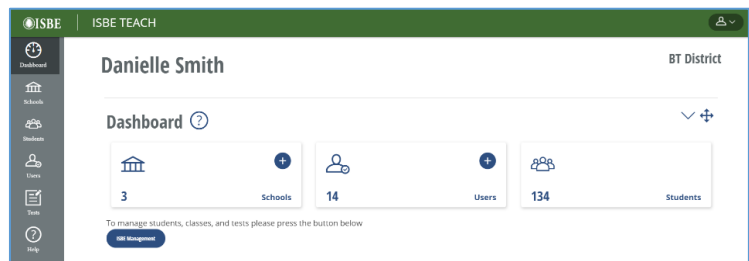 ISBE ISBE TEACH
Dashboard
Schools
Students
Users
Tests
Help
Danielle Smith
BT District
Dashboard ?
3 Schools
14 Users
134 Students
To manage students, classes, and tests please press the button below
ISBE Management